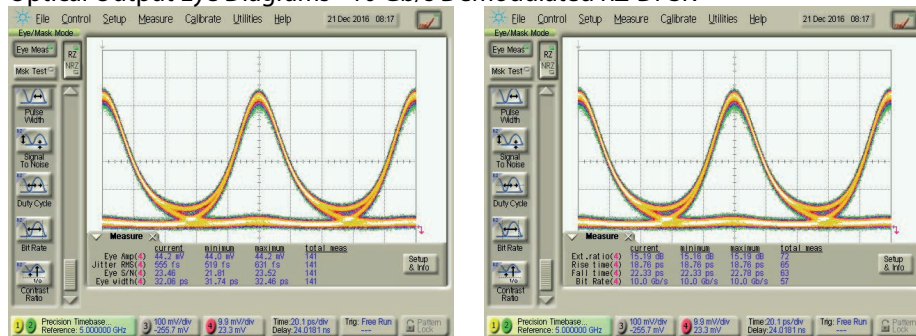 Optical Output Eye Diagrams - 40 Gb/s Demodulated RZ-DPSK
File Control Setup Measure Calibrate Utilities Help 21 Dec 2016 08:17
Eye/Mask Mode
Eye Meas
RZ
NRZ
Msk Test
Pulse Width
Signal To Noise
Duty Cycle
Bit Rate
Contrast Ratio
Measure
current minimum maximum total meas
Eye Amp(4) 44.2 mV 44.0 mV 44.2 mV 141
Jitter RMS(4) 555 fs 519 fs 631 fs 141
Eye S/N(4) 23.46 21.81 23.52 141
Eye width(4) 32.06 ps 31.74 ps 32.46 ps 141
Setup & Info
1 2 Precision Timebase... Reference: 5.000000 GHz
3 100 mV/div -255.7 mV
4 9.9 mV/div 23.3 mV
Time:20.1 ps/div Delay:24.0181 ns
Trig: Free Run ---
Pattern Lock
File Control Setup Measure Calibrate Utilities Help 21 Dec 2016 08:17
Eye/Mask Mode
Eye Meas
RZ
NRZ
Msk Test
Pulse Width
Signal To Noise
Duty Cycle
Bit Rate
Contrast Ratio
Measure
current minimum maximum total meas
Ext.ratio(4) 15.19 dB 15.18 dB 15.19 dB 72
Rise time(4) 18.76 ps 18.76 ps 18.76 ps 65
Fall time(4) 22.33 ps 22.33 ps 22.78 ps 63
Bit Rate(4) 10.0 Gb/s 10.0 Gb/s 10.0 Gb/s 57
Setup & Info
1 2 Precision Timebase... Reference: 5.000000 GHz
3 100 mV/div -255.7 mV
4 9.9 mV/div 23.3 mV
Time:20.1 ps/div Delay:24.0181 ns
Trig: Free Run ---
Pattern Lock